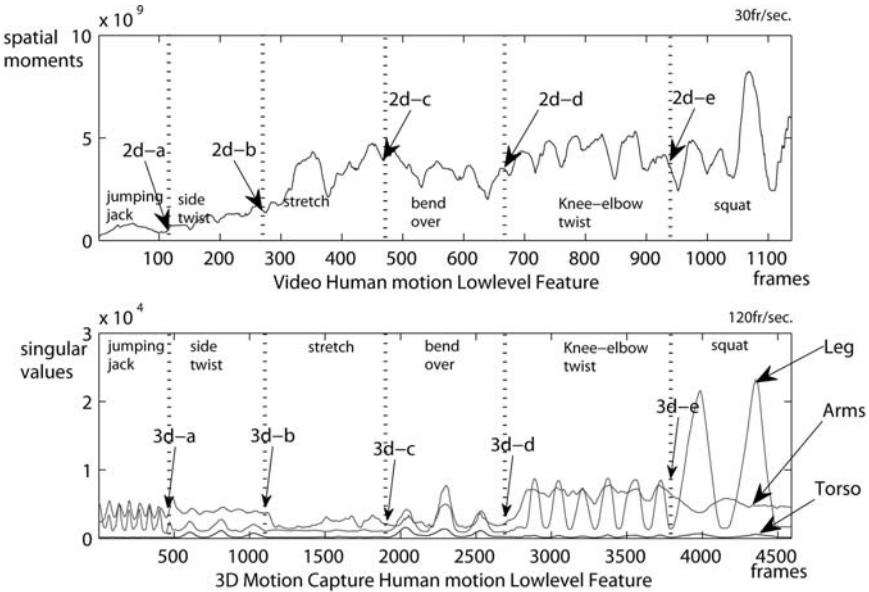 x 10^9
30fr/sec.
spatial
moments
10
5
0
2d−a
2d−b
2d−c
2d−d
2d−e
jumping
jack
side
twist
stretch
bend
over
Knee−elbow
twist
squat
100 200 300 400 500 600 700 800 900 1000 1100
Video Human motion Lowlevel Feature
frames
x 10^4
120fr/sec.
singular
values
3
2
1
0
jumping
jack
side
twist
stretch
bend
over
Knee−elbow
twist
squat
Leg
Arms
Torso
3d−a
3d−b
3d−c
3d−d
3d−e
500 1000 1500 2000 2500 3000 3500 4000 4500
3D Motion Capture Human motion Lowlevel Feature
frames